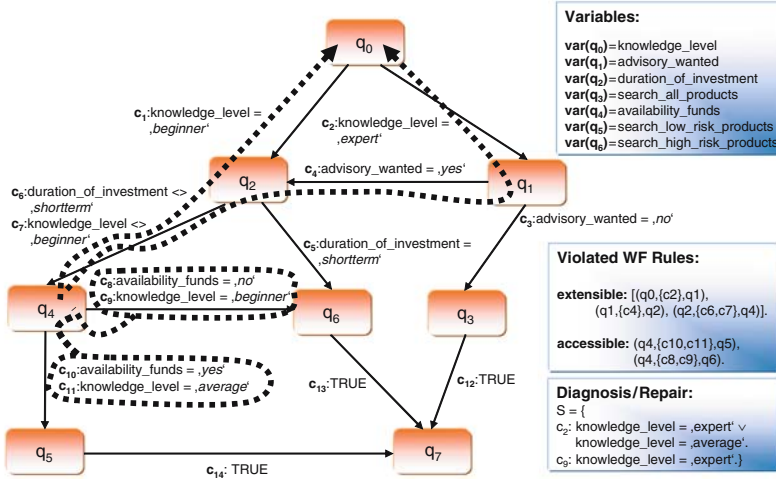 q0
c1:knowledge_level =
‚beginner‘
c2:knowledge_level=
‚expert‘
c4:advisory_wanted = ‚yes‘
q2
q1
c6:duration_of_investment <>
‚shortterm‘
c7:knowledge_level <>
‚beginner‘
c3:advisory_wanted = ‚no‘
c5:duration_of_investment =
‚shortterm‘
c8:availability_funds = ‚no‘
c9:knowledge_level= ‚beginner‘
q4
q6
q3
c10:availability_funds = ‚yes‘
c11:knowledge_level= ‚average‘
c13:TRUE
c12:TRUE
q5
q7
c14: TRUE
Variables:
var(q0)=knowledge_level
var(q1)=advisory_wanted
var(q2)=duration_of_investment
var(q3)=search_all_products
var(q4)=availability_funds
var(q5)=search_low_risk_products
var(q6)=search_high_risk_products
Violated WF Rules:
extensible: [(q0,{c2},q1),
(q1,{c4},q2), (q2,{c6,c7},q4)].
accessible: (q4,{c10,c11},q5),
(q4,{c8,c9},q6).
Diagnosis/Repair:
S = {
c2: knowledge_level = ‚expert‘ ∨
knowledge_level = ‚average‘.
c9: knowledge_level = ‚expert‘.}